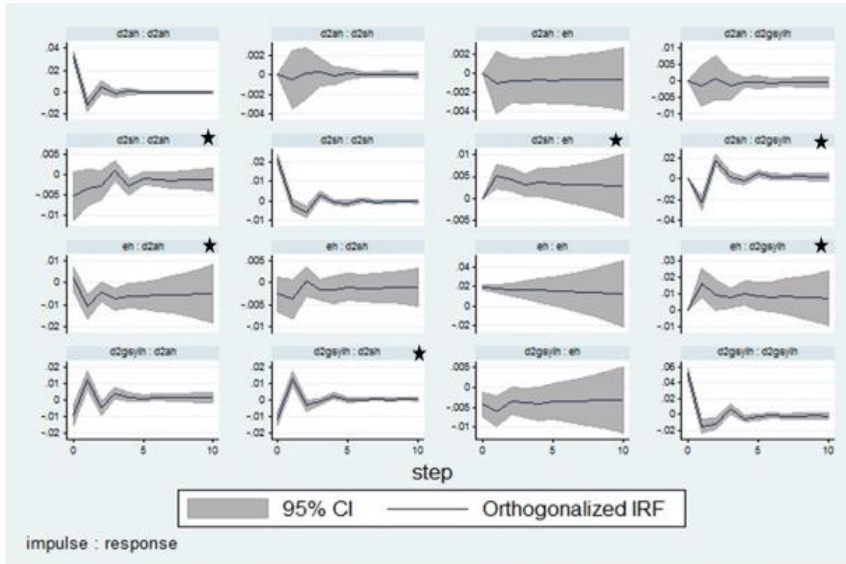 d2ah : d2ah
d2ah : d2sh
d2ah : eh
d2ah : d2gsyih
.04
.02
0
-.02
.002
0
-.002
-.004
.002
0
-.002
-.004
.01
.005
0
-.005
-.01
d2sh : d2ah
d2sh : d2sh
d2sh : eh
d2sh : d2gsyih
.005
0
-.005
-.01
.02
.01
0
-.01
.01
.005
0
-.005
.02
0
-.02
-.04
eh : d2ah
eh : d2sh
eh : eh
eh : d2gsyih
.01
0
-.01
-.02
.005
0
-.005
-.01
.04
.02
0
-.02
.03
.02
.01
0
-.01
d2gsyih : d2ah
d2gsyih : d2sh
d2gsyih : eh
d2gsyih : d2gsyih
.02
.01
0
-.01
-.02
.02
.01
0
-.01
-.02
.005
0
-.005
-.01
.06
.04
.02
0
-.02
0 5 10
0 5 10
0 5 10
0 5 10
step
95% CI
Orthogonalized IRF
impulse : response